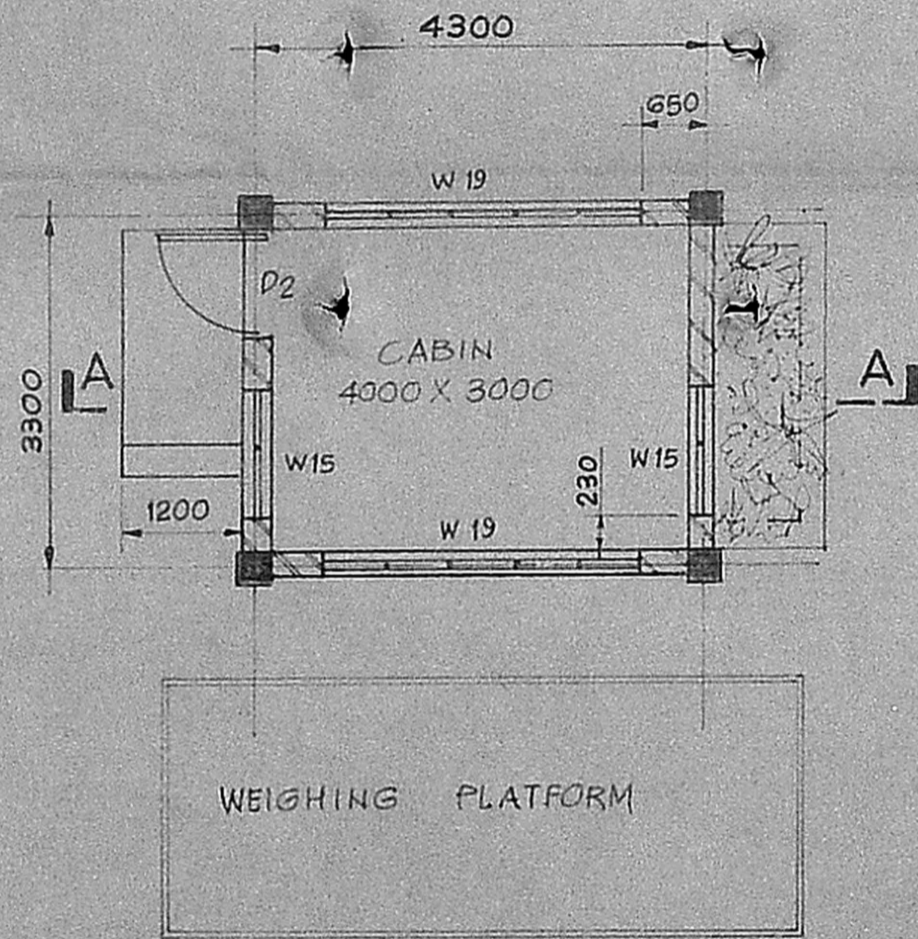 4300
650
W 19
D2
CABIN
4000 X 3000
A
A
3300
W15
230
W15
1200
W 19
WEIGHING PLATFORM